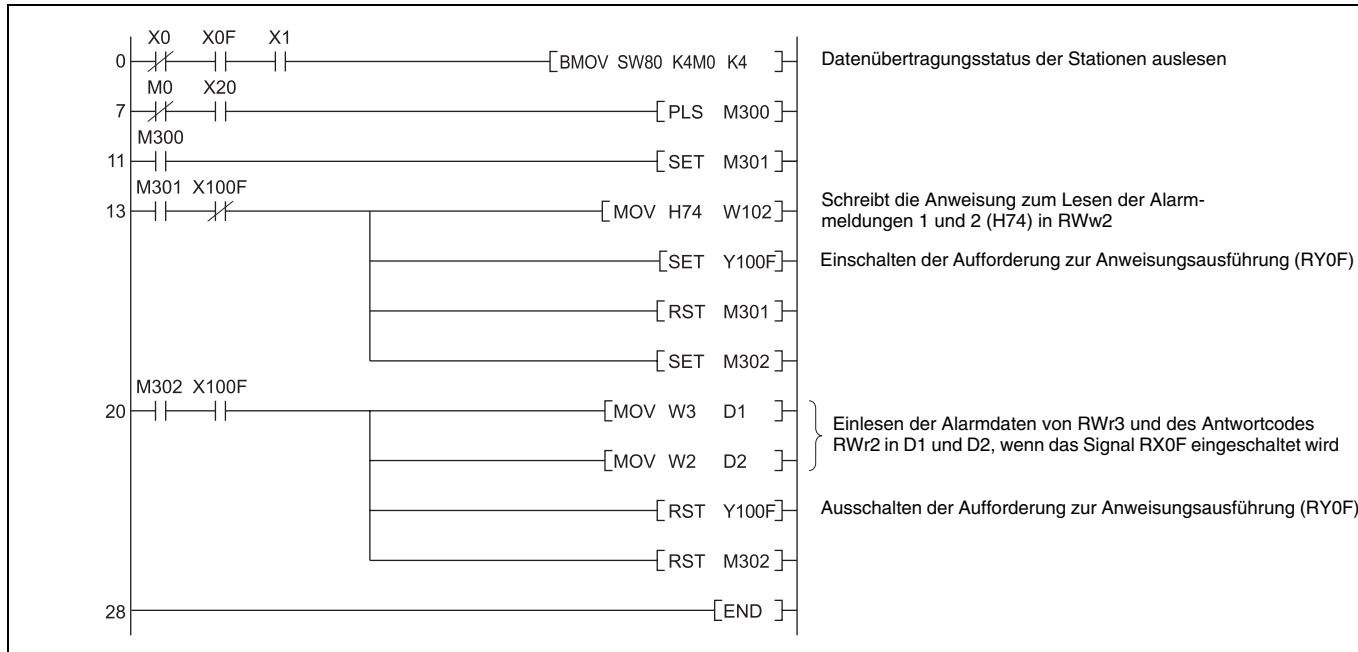 X0 X0F X1
0 BMOV SW80 K4M0 K4 Datenübertragungsstatus der Stationen auslesen
M0 X20
7 PLS M300
M300
11 SET M301
M301 X100F
13 MOV H74 W102 Schreibt die Anweisung zum Lesen der Alarm-
meldungen 1 und 2 (H74) in RWw2
SET Y100F Einschalten der Aufforderung zur Anweisungsausführung (RY0F)
RST M301
SET M302
M302 X100F
20 MOV W3 D1 Einlesen der Alarmdaten von RWr3 und des Antwortcodes
MOV W2 D2 RWr2 in D1 und D2, wenn das Signal RX0F eingeschaltet wird
RST Y100F Ausschalten der Aufforderung zur Anweisungsausführung (RY0F)
RST M302
28 END